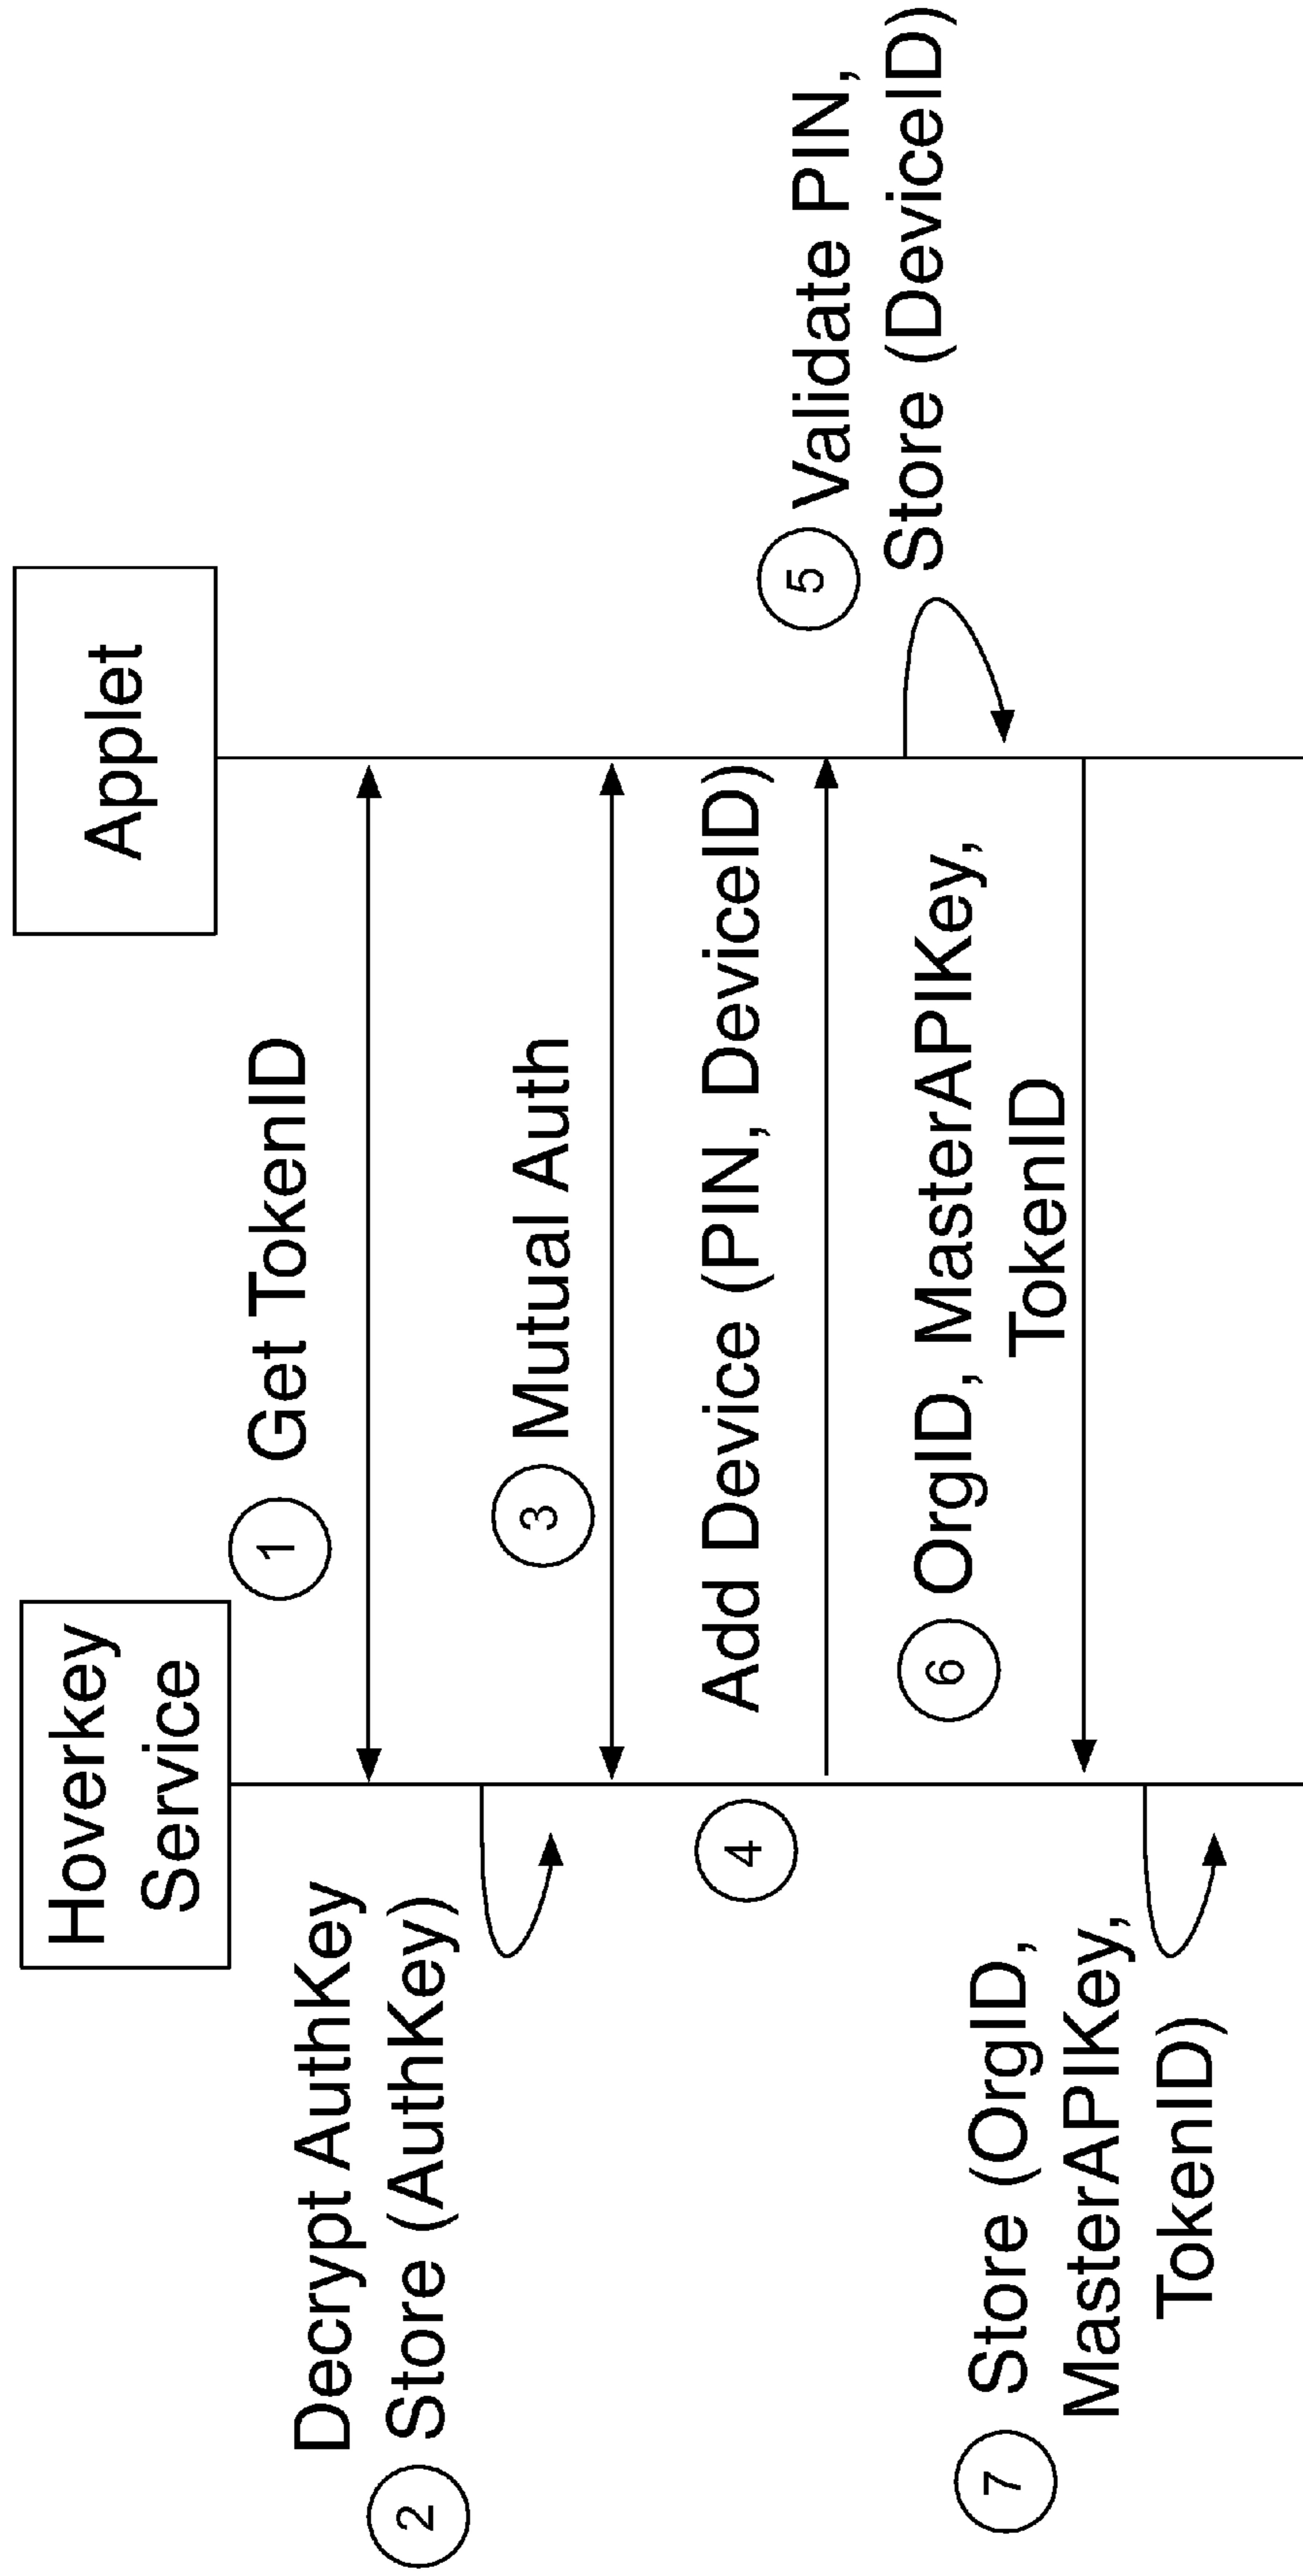 Hoverkey
Service
Applet
1 Get TokenID
Decrypt AuthKey
2 Store (AuthKey)
3 Mutual Auth
4 Add Device (PIN, DeviceID)
5 Validate PIN,
Store (DeviceID)
6 OrgID, MasterAPIKey,
TokenID
7 Store (OrgID,
MasterAPIKey,
TokenID)